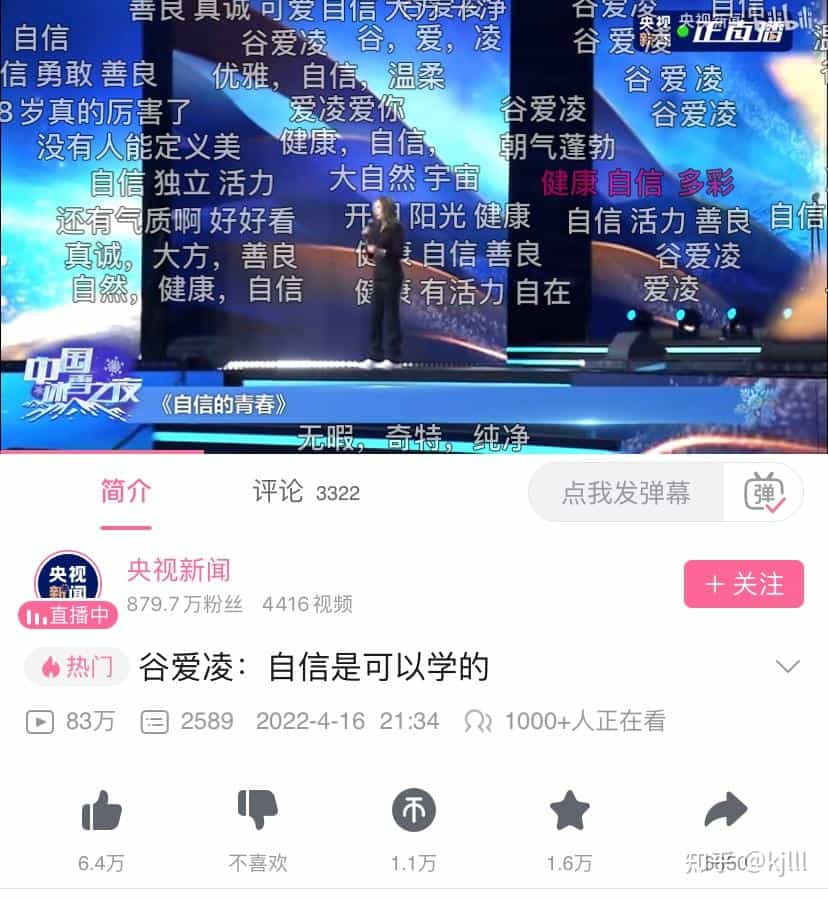 善良 真诚 可爱自信 大方
谷爱凌
自信
谷爱凌
谷，爱，凌
谷 爱凌
央视新闻
正直播
信 勇敢 善良
优雅，自信，温柔
谷 爱 凌
8岁真的厉害了
爱凌爱你
谷爱凌
谷爱凌
没有人能定义美
健康，自信，
朝气蓬勃
自信 独立 活力
大自然 宇宙
健康 自信 多彩
还有气质啊 好好看
阳光 健康
自信 活力 善良
自信
真诚，大方，善良
自信 善良
谷爱凌
自然，健康，自信
健康 有活力 自在
爱凌
中国
冰雪之夜
《自信的青春》
无暇，奇特，纯净
简介
评论 3322
点我发弹幕
弹
央视新闻
直播中
央视新闻
879.7万粉丝 4416视频
+ 关注
热门
谷爱凌：自信是可以学的
83万 2589 2022-4-16 21:34 1000+人正在看
6.4万
不喜欢
1.1万
1.6万
知乎 @kjlll